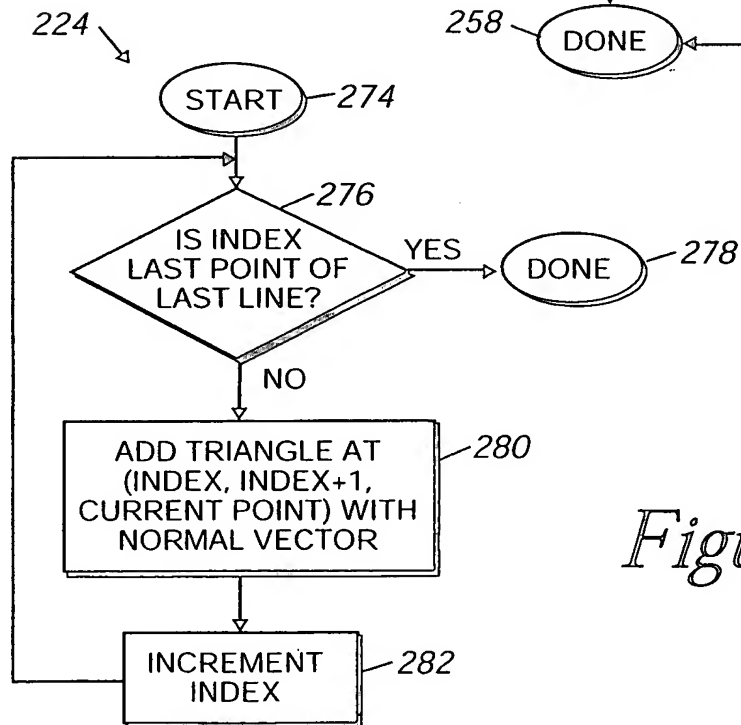 224
258
DONE
START
274
276
IS INDEX
LAST POINT OF
LAST LINE?
YES
DONE
278
NO
ADD TRIANGLE AT
(INDEX, INDEX+1,
CURRENT POINT) WITH
NORMAL VECTOR
280
INCREMENT
INDEX
282